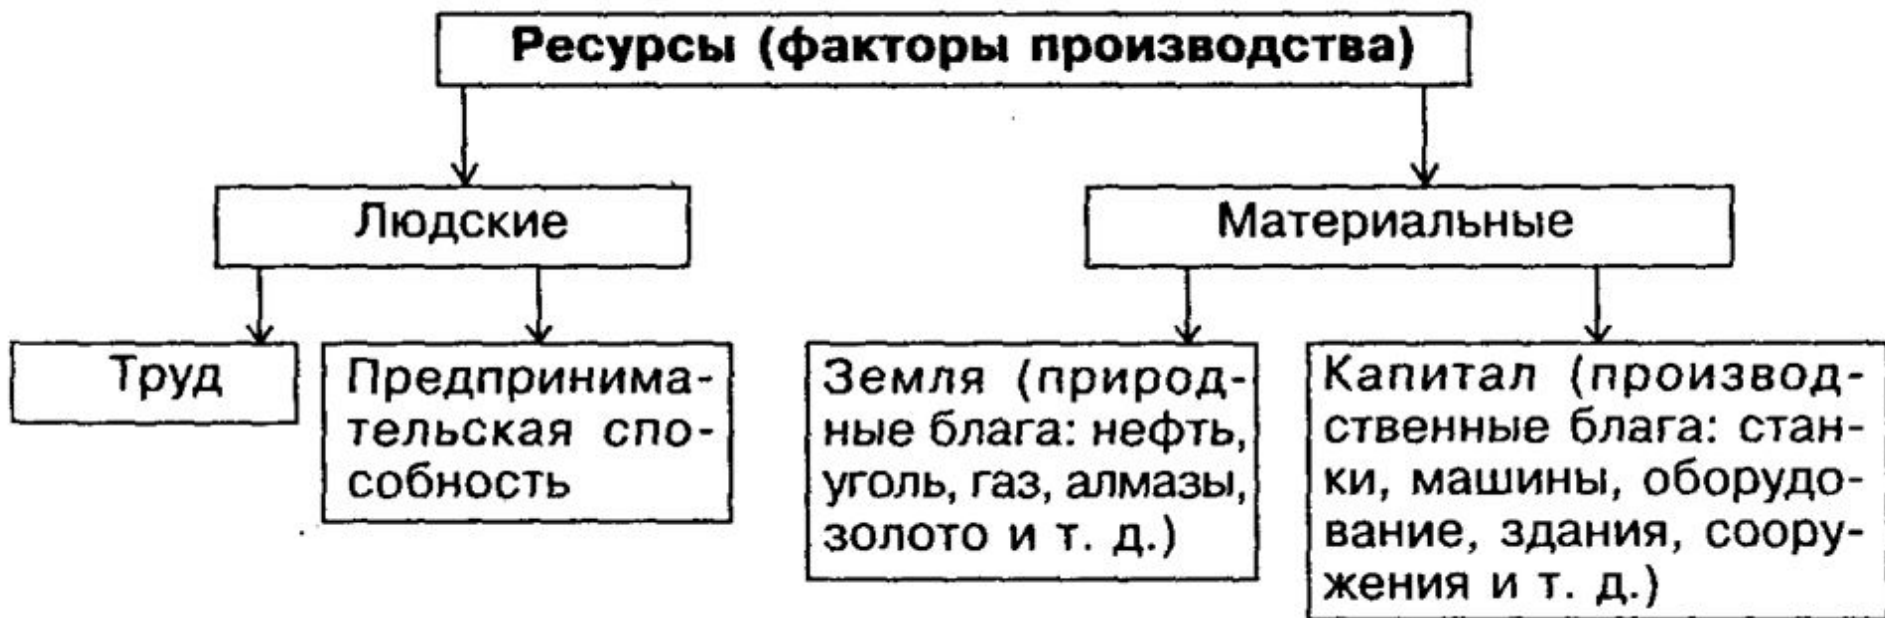 Ресурсы (факторы производства)
Людские
Материальные
Труд
Предпринима-
тельская спо-
собность
Земля (природ-
ные блага: нефть,
уголь, газ, алмазы,
золото и т. д.)
Капитал (производ-
ственные блага: стан-
ки, машины, оборудо-
вание, здания, соору-
жения и т. д.)